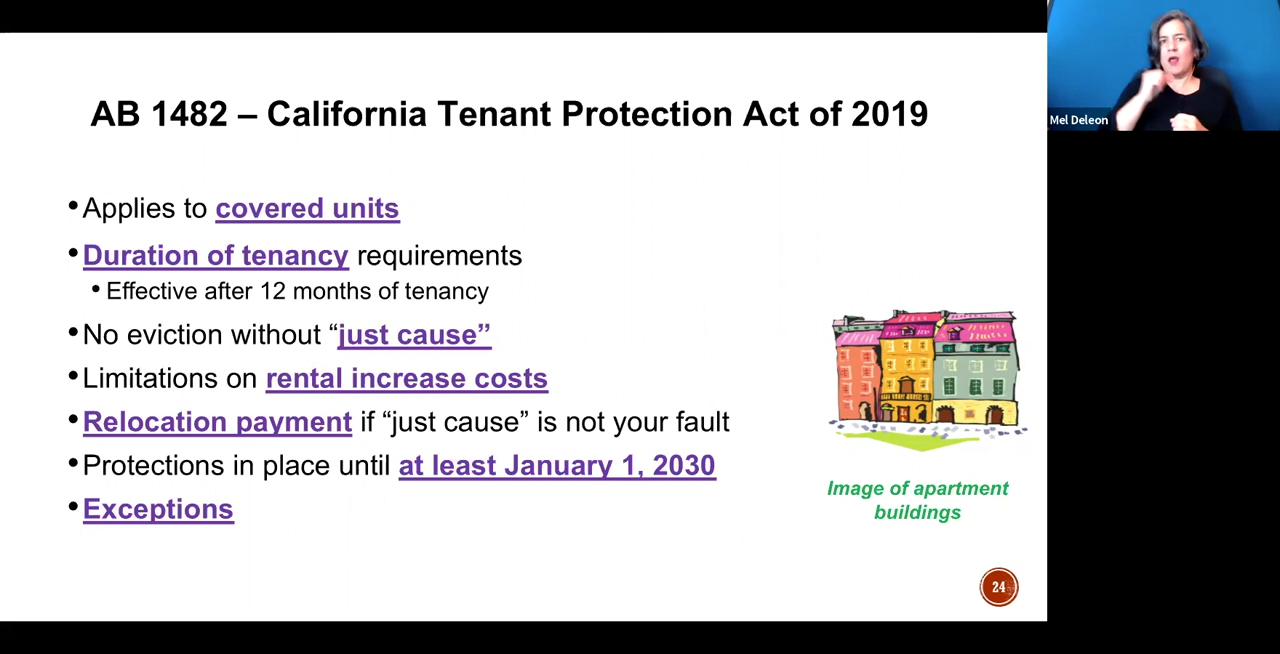 AB 1482 – California Tenant Protection Act of 2019
Mel Deleon
•Applies to covered units
•Duration of tenancy requirements
•Effective after 12 months of tenancy
•No eviction without “just cause”
•Limitations on rental increase costs
•Relocation payment if “just cause” is not your fault
•Protections in place until at least January 1, 2030
•Exceptions
Image of apartment
buildings
24